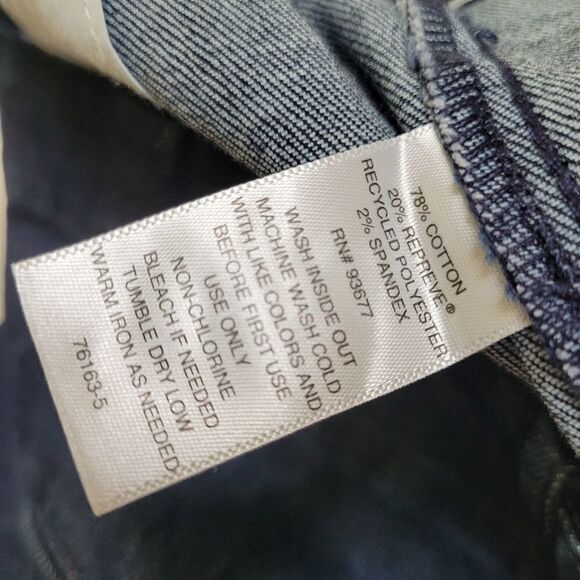 78% COTTON
20% REPREVE®
RECYCLED POLYESTER
2% SPANDEX
RN# 93677
WASH INSIDE OUT
MACHINE WASH COLD
WITH LIKE COLORS AND
BEFORE FIRST USE
USE ONLY
NON-CHLORINE
BLEACH IF NEEDED
TUMBLE DRY LOW
WARM IRON AS NEEDED
76163-5